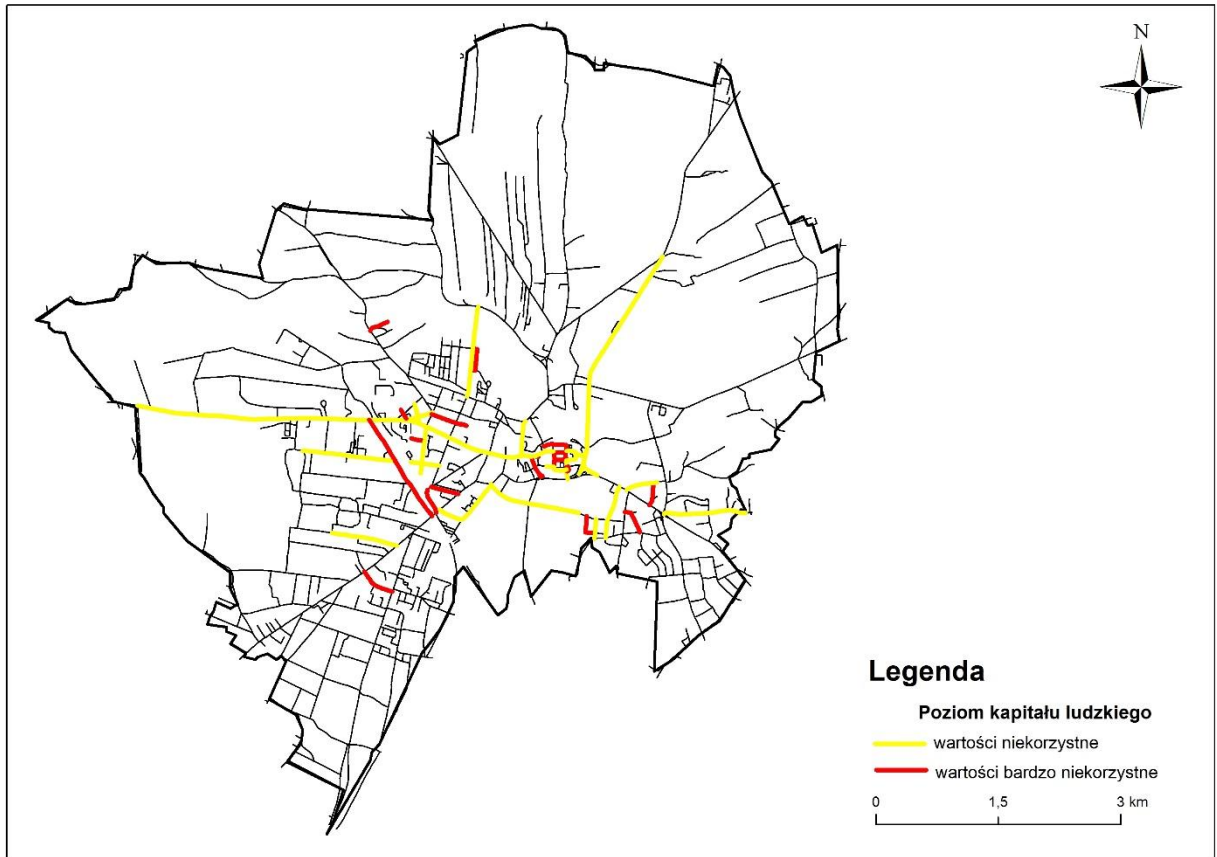 N
Legenda
Poziom kapitału ludzkiego
wartości niekorzystne
wartości bardzo niekorzystne
0 1,5 3 km